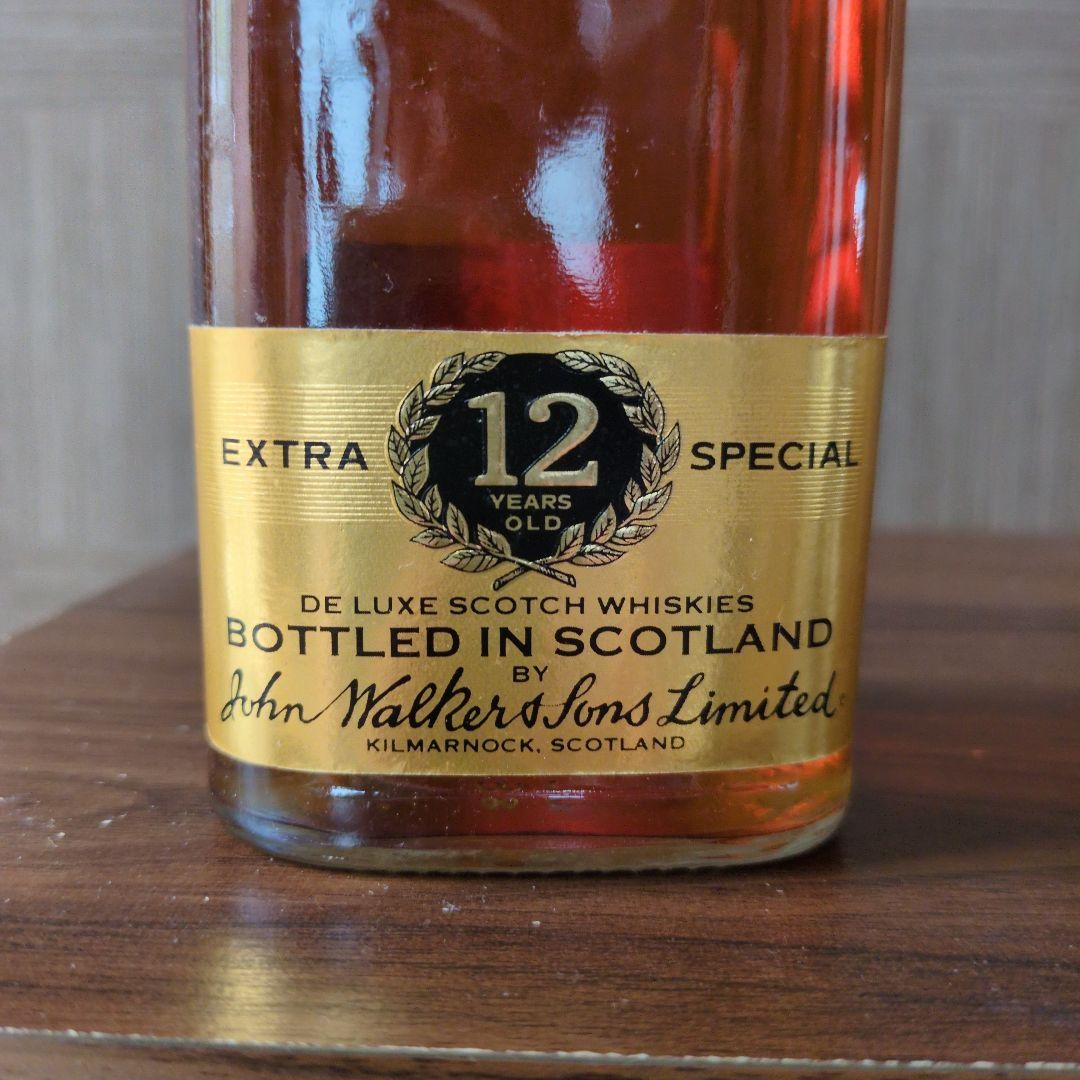 EXTRA 12 SPECIAL
YEARS
OLD
DE LUXE SCOTCH WHISKIES
BOTTLED IN SCOTLAND
BY
John Walker & Sons Limited.
KILMARNOCK, SCOTLAND